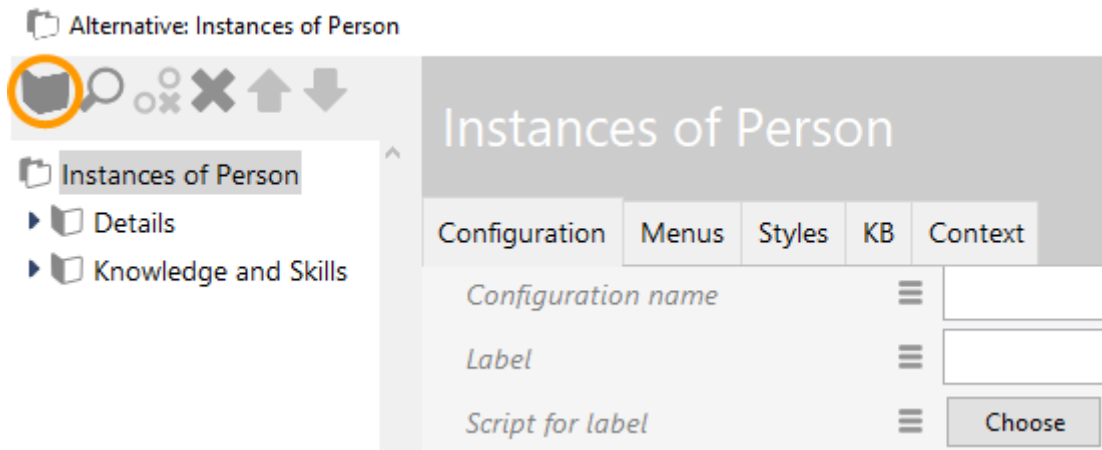 Alternative: Instances of Person
Instances of Person
Instances of Person
Details
Knowledge and Skills
Configuration Menus Styles KB Context
Configuration name
Label
Script for label Choose